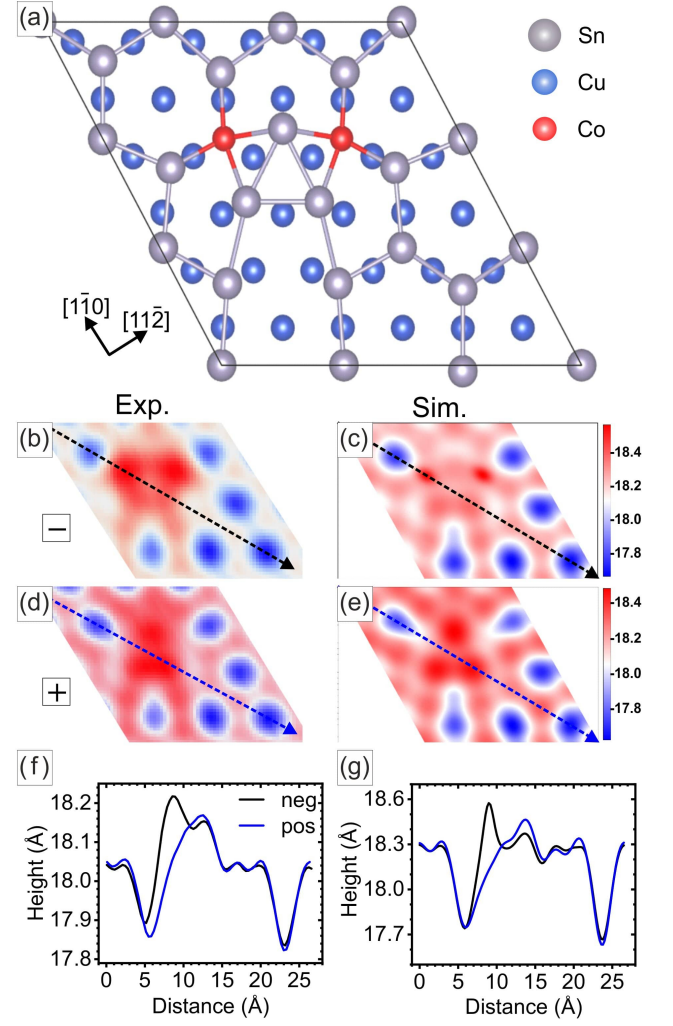 (a)
Sn
Cu
Co
[11̄0]
[112̄]
Exp.
Sim.
(b)
(c)
18.4
18.2
18.0
17.8
−
(d)
(e)
18.4
18.2
18.0
17.8
+
(f)
(g)
18.2
18.1
18.0
17.9
17.8
Height (Å)
neg
pos
0 5 10 15 20 25
Distance (Å)
18.6
18.3
18.0
17.7
Height (Å)
0 5 10 15 20 25
Distance (Å)